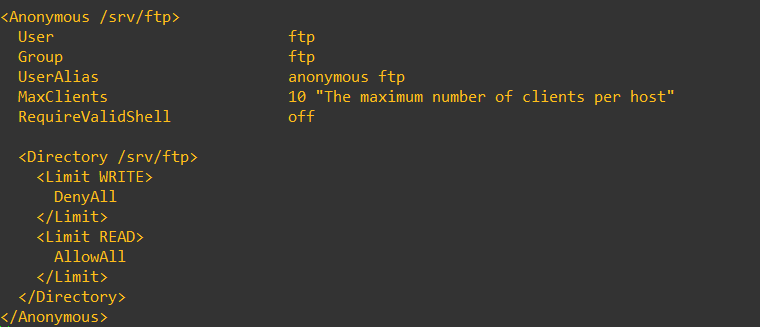 <Anonymous /srv/ftp>
  User                          ftp
  Group                         ftp
  UserAlias                     anonymous ftp
  MaxClients                    10 "The maximum number of clients per host"
  RequireValidShell             off

  <Directory /srv/ftp>
    <Limit WRITE>
      DenyAll
    </Limit>
    <Limit READ>
      AllowAll
    </Limit>
  </Directory>
</Anonymous>